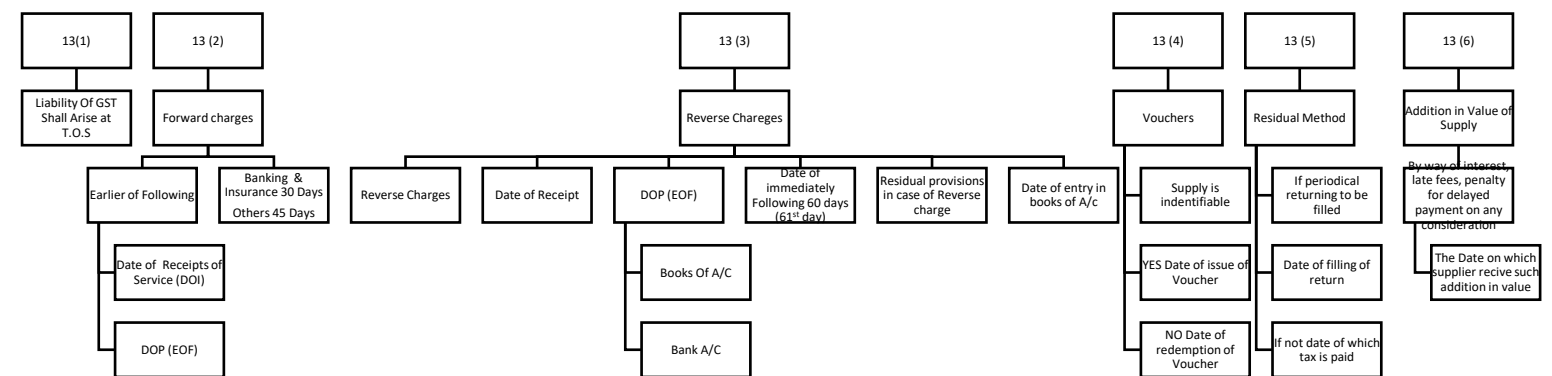 13(1)
Liability Of GST
Shall Arise at
T.O.S
13 (2)
Forward charges
Earlier of Following
Date of Receipts of
Service (DOI)
DOP (EOF)
Banking &
Insurance 30 Days
Others 45 Days
13 (3)
Reverse Chareges
Reverse Charges
Date of Receipt
DOP (EOF)
Books Of A/C
Bank A/C
Date of
immediately
Following 60 days
(61st day)
Residual provisions
in case of Reverse
charge
Date of entry in
books of A/c
13 (4)
Vouchers
Supply is
indentifiable
YES Date of issue of
Voucher
NO Date of
redemption of
Voucher
13 (5)
Residual Method
If periodical
returning to be
filled
Date of filling of
return
If not date of which
tax is paid
13 (6)
Addition in Value of
Supply
By way of interest,
late fees, penalty
for delayed
payment on any
consideration
The Date on which
supplier recive such
addition in value